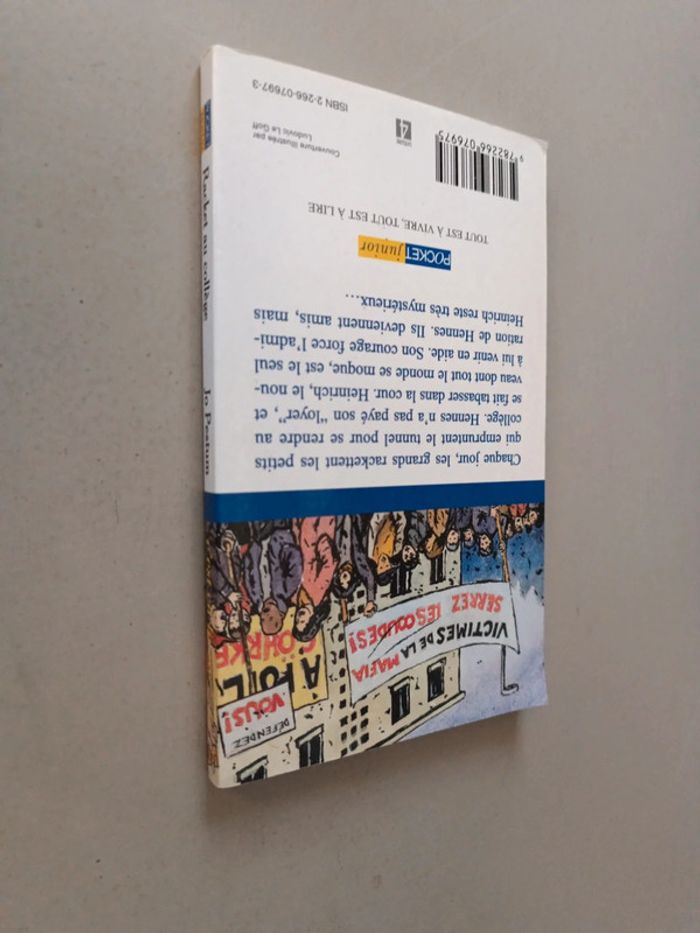 VICTIMES DE LA MAFIA
SERREZ LES COUDES!
DÉFENDEZ
VOUS!
À
Chaque jour, les grands rackettent les petits
qui empruntent le tunnel pour se rendre au
collège. Hennes n'a pas payé son "loyer", et
se fait tabasser dans la cour. Heinrich, le nou-
veau dont tout le monde se moque, est le seul
à lui venir en aide. Son courage force l'admi-
ration de Hennes. Ils deviennent amis, mais
Heinrich reste très mystérieux…
POCKET junior
TOUT EST À VIVRE, TOUT EST À LIRE
9 782266 076975
4
Couverture illustrée par
Ludovic Le Goff
ISBN 2-266-07697-3
Racket au collège
Jo Pestum